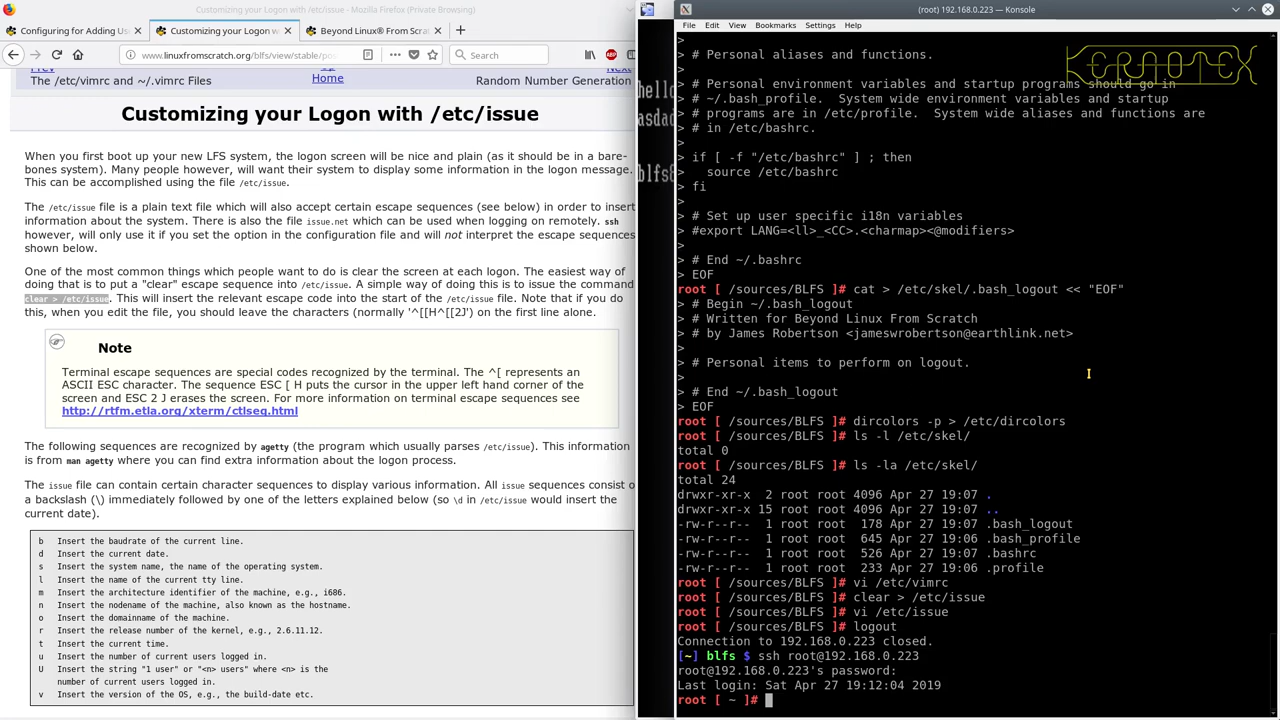 Customizing your Logon with /etc/issue - Mozilla Firefox (Private Browsing)
Configuring for Adding Us
Customizing your Logon w
Beyond Linux® From Scrat
www.linuxfromscratch.org/blfs/view/stable/po
Search
Prev
Next
The /etc/vimrc and ~/.vimrc Files
Home
Random Number Generation
Customizing your Logon with /etc/issue
When you first boot up your new LFS system, the logon screen will be nice and plain (as it should be in a bare-
bones system). Many people however, will want their system to display some information in the logon message.
This can be accomplished using the file /etc/issue.
The /etc/issue file is a plain text file which will also accept certain escape sequences (see below) in order to insert
information about the system. There is also the file issue.net which can be used when logging on remotely. ssh
however, will only use it if you set the option in the configuration file and will not interpret the escape sequences
shown below.
One of the most common things which people want to do is clear the screen at each logon. The easiest way of
doing that is to put a "clear" escape sequence into /etc/issue. A simple way of doing this is to issue the command
clear > /etc/issue. This will insert the relevant escape code into the start of the /etc/issue file. Note that if you do
this, when you edit the file, you should leave the characters (normally '^[[H^[[2J') on the first line alone.
Note
Terminal escape sequences are special codes recognized by the terminal. The ^[ represents an
ASCII ESC character. The sequence ESC [ H puts the cursor in the upper left hand corner of the
screen and ESC 2 J erases the screen. For more information on terminal escape sequences see
http://rtfm.etla.org/xterm/ctlseq.html
The following sequences are recognized by agetty (the program which usually parses /etc/issue). This information
is from man agetty where you can find extra information about the logon process.
The issue file can contain certain character sequences to display various information. All issue sequences consist o
a backslash (\) immediately followed by one of the letters explained below (so \d in /etc/issue would insert the
current date).
b Insert the baudrate of the current line.
d Insert the current date.
s Insert the system name, the name of the operating system.
l Insert the name of the current tty line.
m Insert the architecture identifier of the machine, e.g., i686.
n Insert the nodename of the machine, also known as the hostname.
o Insert the domainname of the machine.
r Insert the release number of the kernel, e.g., 2.6.11.12.
t Insert the current time.
u Insert the number of current users logged in.
U Insert the string "1 user" or "<n> users" where <n> is the
number of current users logged in.
v Insert the version of the OS, e.g., the build-date etc.
hello
asdad
blfs
(root) 192.168.0.223 — Konsole
File Edit View Bookmarks Settings Help
KERNOTEX
>
> # Personal aliases and functions.
>
> # Personal environment variables and startup programs should go in
> # ~/.bash_profile.  System wide environment variables and startup
> # programs are in /etc/profile.  System wide aliases and functions are
> # in /etc/bashrc.
>
> if [ -f "/etc/bashrc" ] ; then
>   source /etc/bashrc
> fi
>
> # Set up user specific i18n variables
> #export LANG=<ll>_<CC>.<charmap><@modifiers>
>
> # End ~/.bashrc
> EOF
root [ /sources/BLFS ]# cat > /etc/skel/.bash_logout << "EOF"
> # Begin ~/.bash_logout
> # Written for Beyond Linux From Scratch
> # by James Robertson <jameswrobertson@earthlink.net>
>
> # Personal items to perform on logout.
>
> # End ~/.bash_logout
> EOF
root [ /sources/BLFS ]# dircolors -p > /etc/dircolors
root [ /sources/BLFS ]# ls -l /etc/skel/
total 0
root [ /sources/BLFS ]# ls -la /etc/skel/
total 24
drwxr-xr-x  2 root root 4096 Apr 27 19:07 .
drwxr-xr-x 15 root root 4096 Apr 27 19:07 ..
-rw-r--r--  1 root root  178 Apr 27 19:07 .bash_logout
-rw-r--r--  1 root root  645 Apr 27 19:06 .bash_profile
-rw-r--r--  1 root root  526 Apr 27 19:07 .bashrc
-rw-r--r--  1 root root  233 Apr 27 19:06 .profile
root [ /sources/BLFS ]# vi /etc/vimrc
root [ /sources/BLFS ]# clear > /etc/issue
root [ /sources/BLFS ]# vi /etc/issue
root [ /sources/BLFS ]# logout
Connection to 192.168.0.223 closed.
[~] blfs $ ssh root@192.168.0.223
root@192.168.0.223's password:
Last login: Sat Apr 27 19:12:04 2019
root [ ~ ]#